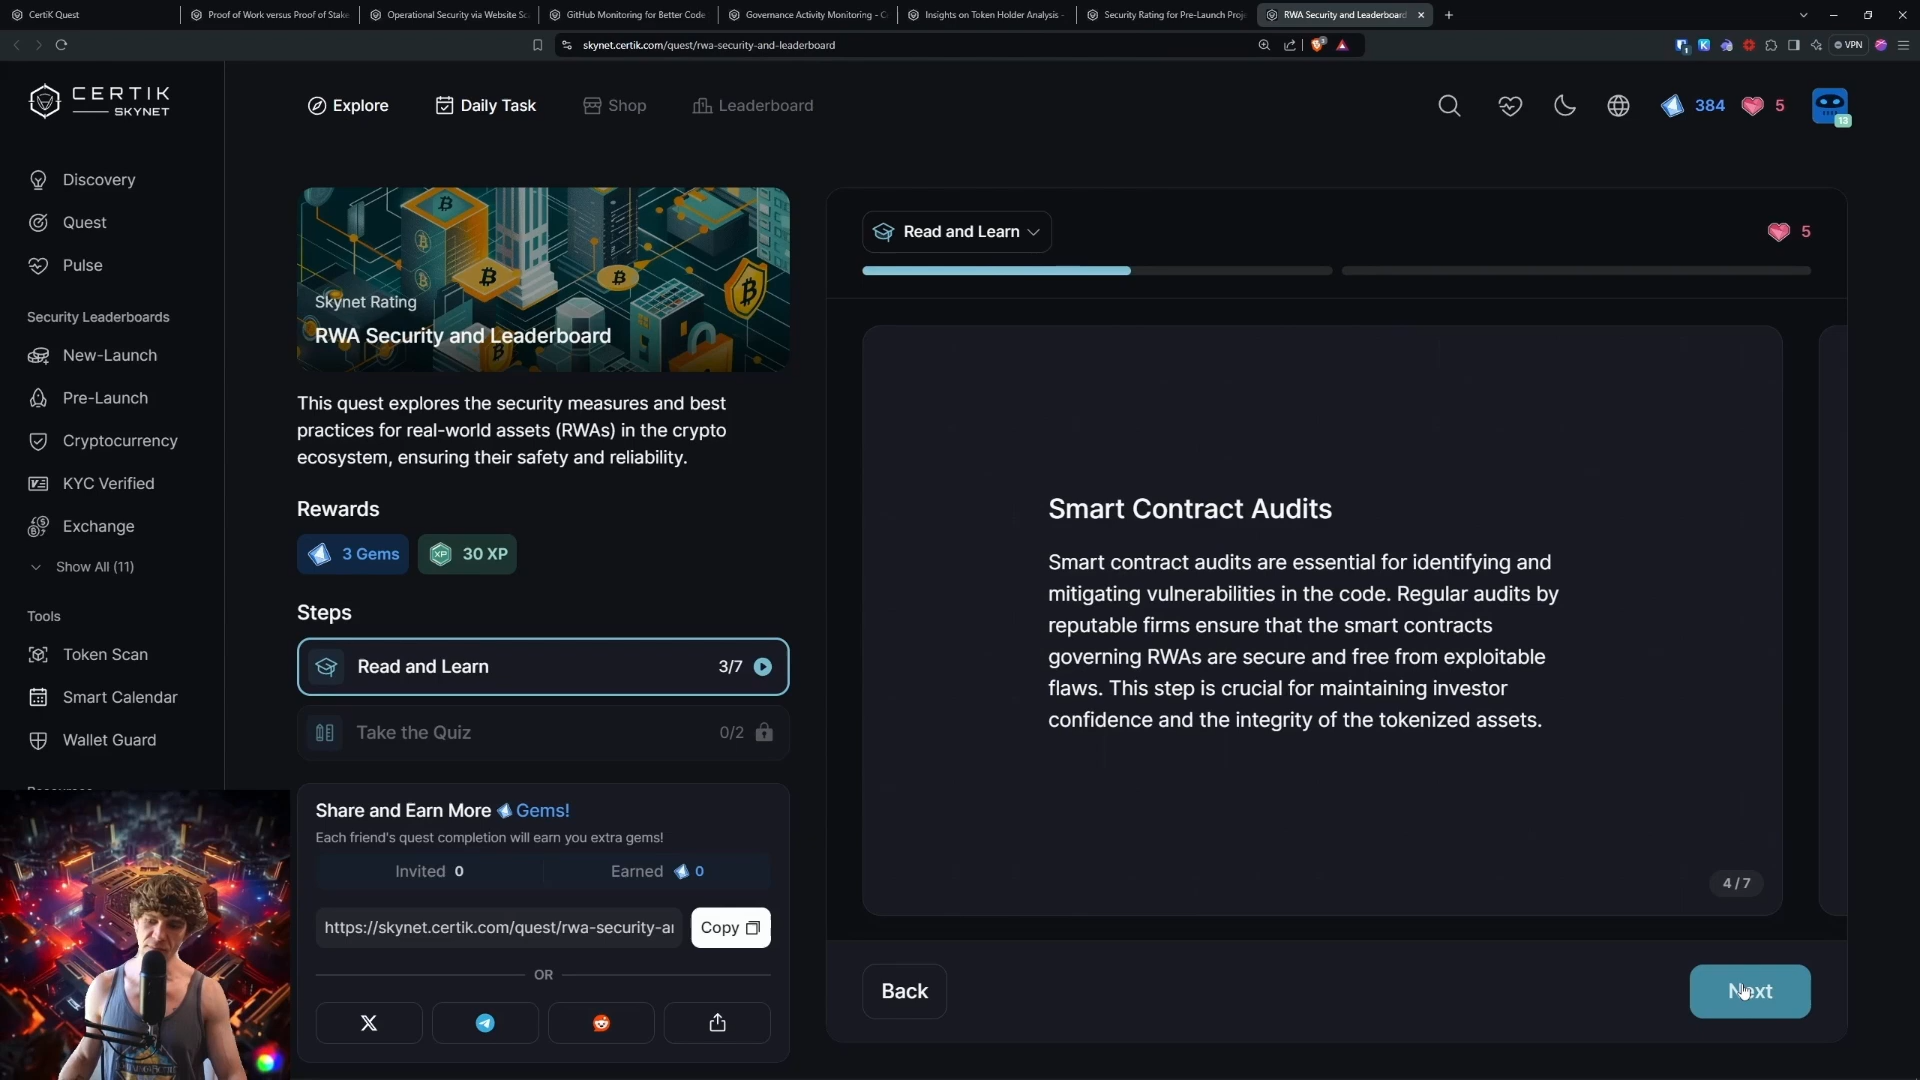 CertiK Quest
Proof of Work versus Proof of Stake
Operational Security via Website Sc
GitHub Monitoring for Better Code
Governance Activity Monitoring - C
Insights on Token Holder Analysis -
Security Rating for Pre-Launch Proj
RWA Security and Leaderboard
skynet.certik.com/quest/rwa-security-and-leaderboard
VPN
CERTIK
SKYNET
Explore
Daily Task
Shop
Leaderboard
384
5
13
Discovery
Quest
Pulse
Security Leaderboards
New-Launch
Pre-Launch
Cryptocurrency
KYC Verified
Exchange
Show All (11)
Tools
Token Scan
Smart Calendar
Wallet Guard
Skynet Rating
RWA Security and Leaderboard
This quest explores the security measures and best
practices for real-world assets (RWAs) in the crypto
ecosystem, ensuring their safety and reliability.
Rewards
3 Gems
XP 30 XP
Steps
Read and Learn 3/7
Take the Quiz 0/2
Share and Earn More Gems!
Each friend's quest completion will earn you extra gems!
Invited 0 Earned 0
https://skynet.certik.com/quest/rwa-security-ai Copy
OR
Read and Learn
5
Smart Contract Audits
Smart contract audits are essential for identifying and
mitigating vulnerabilities in the code. Regular audits by
reputable firms ensure that the smart contracts
governing RWAs are secure and free from exploitable
flaws. This step is crucial for maintaining investor
confidence and the integrity of the tokenized assets.
4 / 7
Back
Next